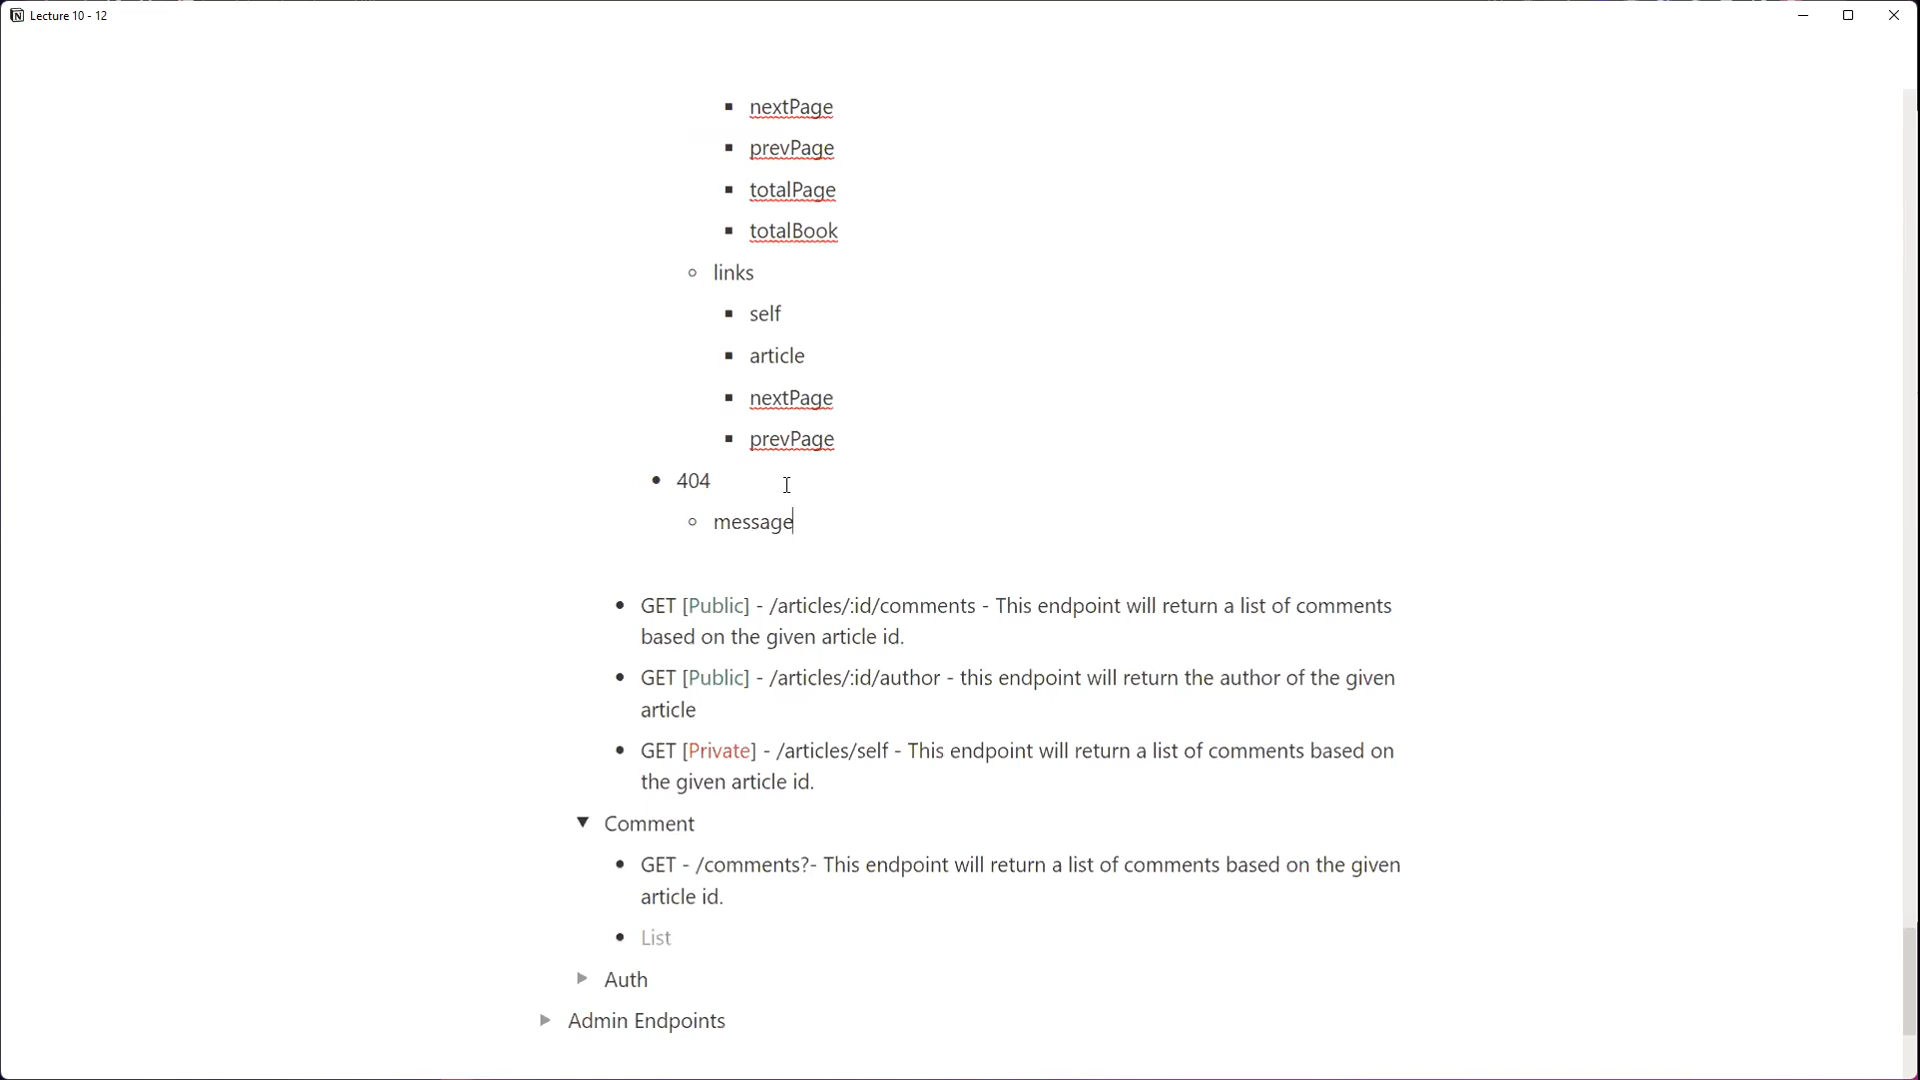 Lecture 10 - 12
nextPage
prevPage
totalPage
totalBook
links
self
article
nextPage
prevPage
404
message
GET [Public] - /articles/:id/comments - This endpoint will return a list of comments
based on the given article id.
GET [Public] - /articles/:id/author - this endpoint will return the author of the given
article
GET [Private] - /articles/self - This endpoint will return a list of comments based on
the given article id.
Comment
GET - /comments?- This endpoint will return a list of comments based on the given
article id.
List
Auth
Admin Endpoints